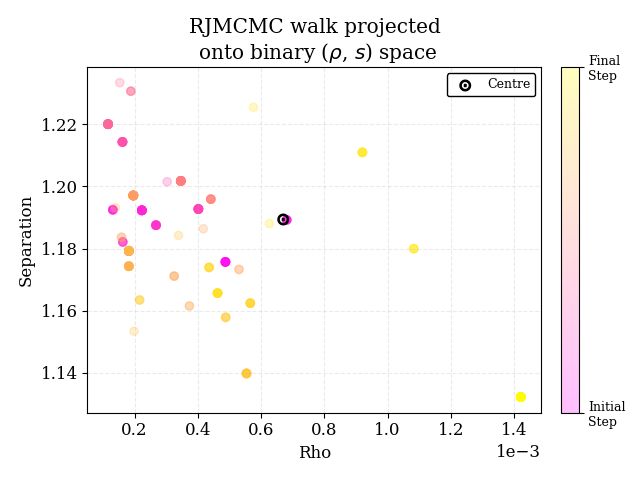 RJMCMC walk projected
onto binary (ρ, s) space
Centre
Final
Step
Initial
Step
Separation
1.22
1.20
1.18
1.16
1.14
0.2 0.4 0.6 0.8 1.0 1.2 1.4
1e−3
Rho